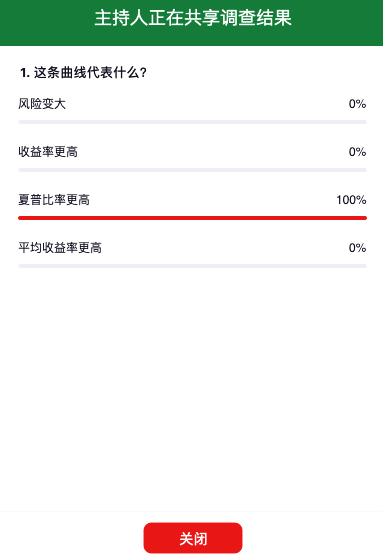 主持人正在共享调查结果
1. 这条曲线代表什么?
风险变大 0%
收益率更高 0%
夏普比率更高 100%
平均收益率更高 0%
关闭